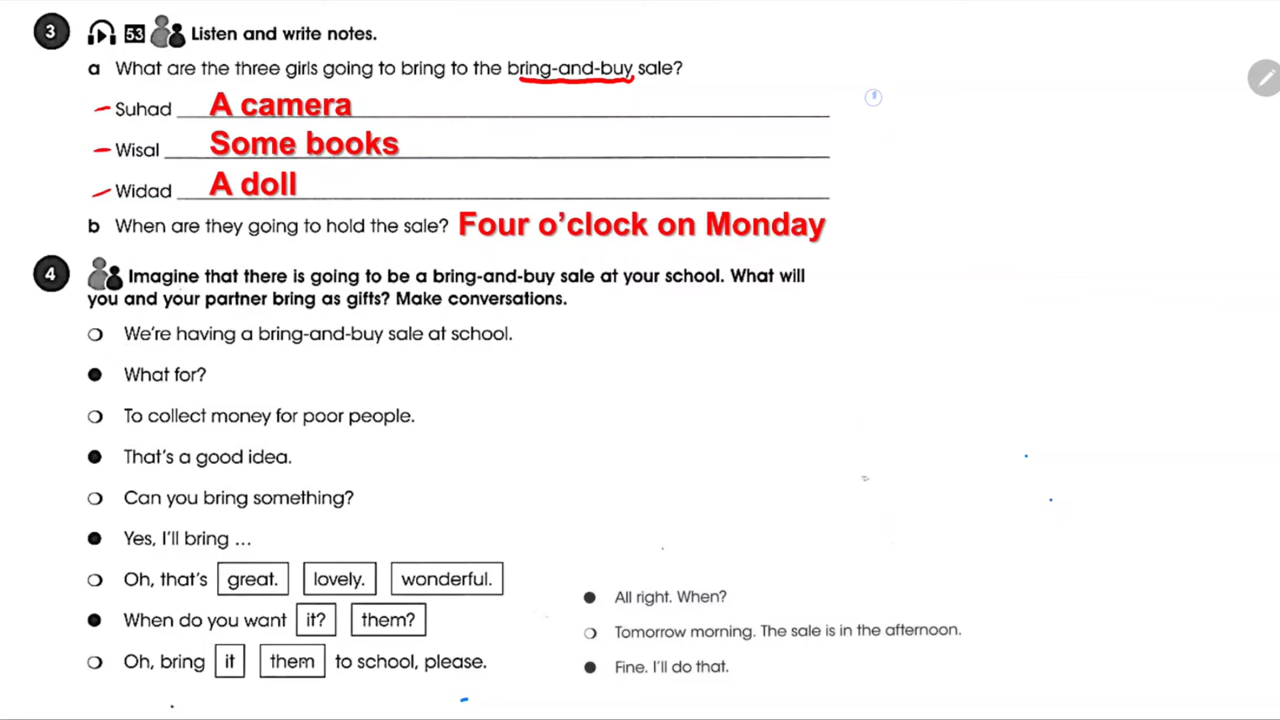 3 53 Listen and write notes.
a What are the three girls going to bring to the bring-and-buy sale?
Suhad A camera
Wisal Some books
Widad A doll
b When are they going to hold the sale? Four o'clock on Monday
4 Imagine that there is going to be a bring-and-buy sale at your school. What will
you and your partner bring as gifts? Make conversations.
We're having a bring-and-buy sale at school.
What for?
To collect money for poor people.
That's a good idea.
Can you bring something?
Yes, I'll bring ...
Oh, that's great. lovely. wonderful.
When do you want it? them?
Oh, bring it them to school, please.
All right. When?
Tomorrow morning. The sale is in the afternoon.
Fine. I'll do that.